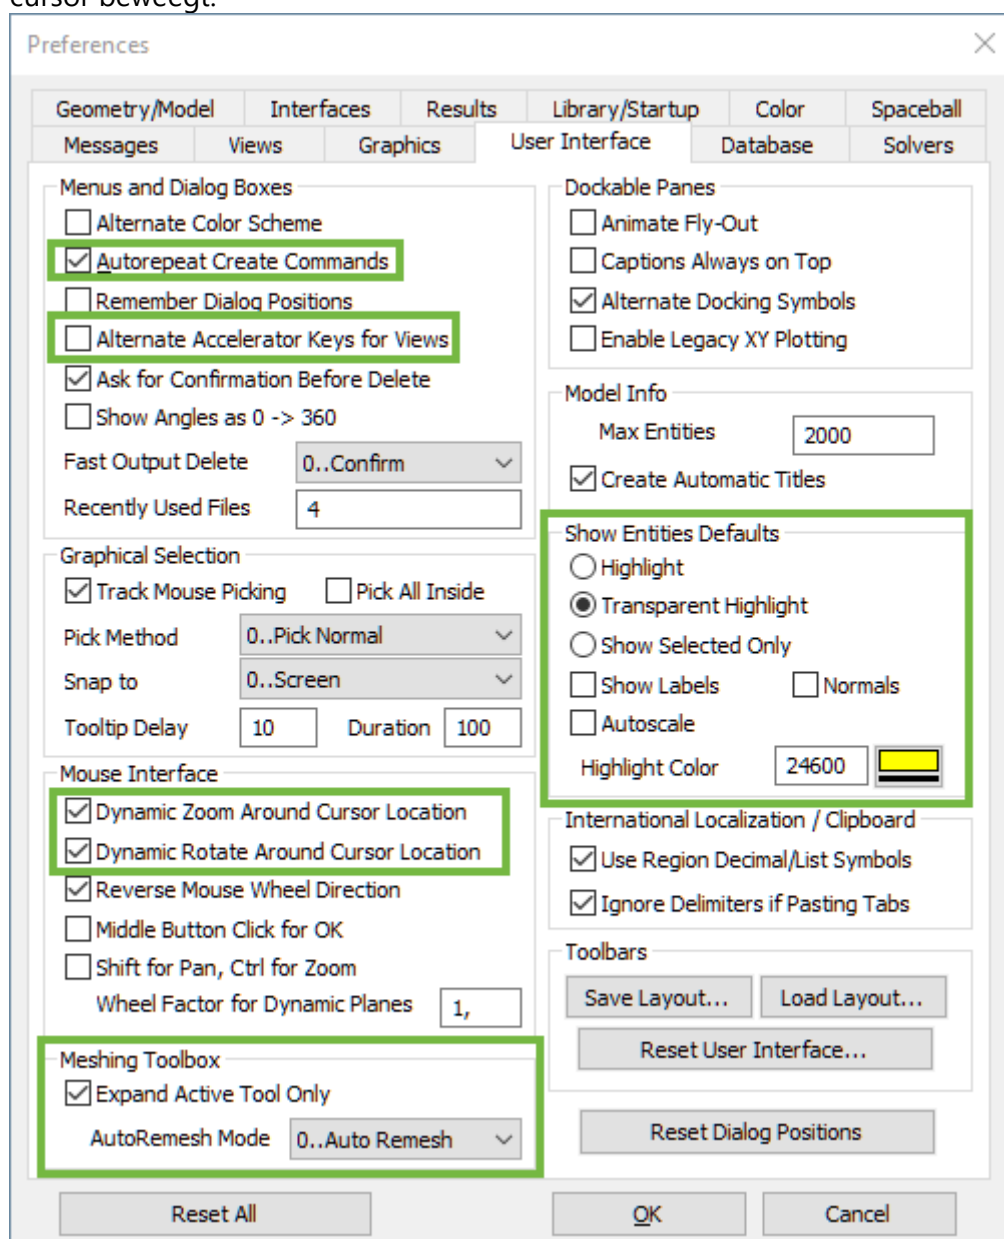 cursor beweegt.
Preferences
Geometry/Model Interfaces Results Library/Startup Color Spaceball
Messages Views Graphics User Interface Database Solvers
Menus and Dialog Boxes
Alternate Color Scheme
Autorepeat Create Commands
Remember Dialog Positions
Alternate Accelerator Keys for Views
Ask for Confirmation Before Delete
Show Angles as 0 -> 360
Fast Output Delete 0..Confirm
Recently Used Files 4
Graphical Selection
Track Mouse Picking Pick All Inside
Pick Method 0..Pick Normal
Snap to 0..Screen
Tooltip Delay 10 Duration 100
Mouse Interface
Dynamic Zoom Around Cursor Location
Dynamic Rotate Around Cursor Location
Reverse Mouse Wheel Direction
Middle Button Click for OK
Shift for Pan, Ctrl for Zoom
Wheel Factor for Dynamic Planes 1,
Meshing Toolbox
Expand Active Tool Only
AutoRemesh Mode 0..Auto Remesh
Dockable Panes
Animate Fly-Out
Captions Always on Top
Alternate Docking Symbols
Enable Legacy XY Plotting
Model Info
Max Entities 2000
Create Automatic Titles
Show Entities Defaults
Highlight
Transparent Highlight
Show Selected Only
Show Labels Normals
Autoscale
Highlight Color 24600
International Localization / Clipboard
Use Region Decimal/List Symbols
Ignore Delimiters if Pasting Tabs
Toolbars
Save Layout... Load Layout...
Reset User Interface...
Reset Dialog Positions
Reset All OK Cancel